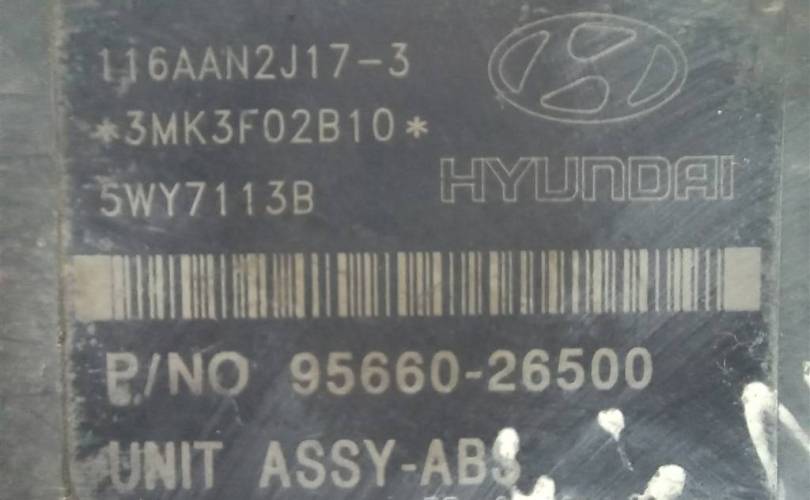 116AAN2J17-3
*3MK3F02B10*
5WY7113B
HYUNDAI
P/NO 95660-26500
UNIT ASSY-ABS